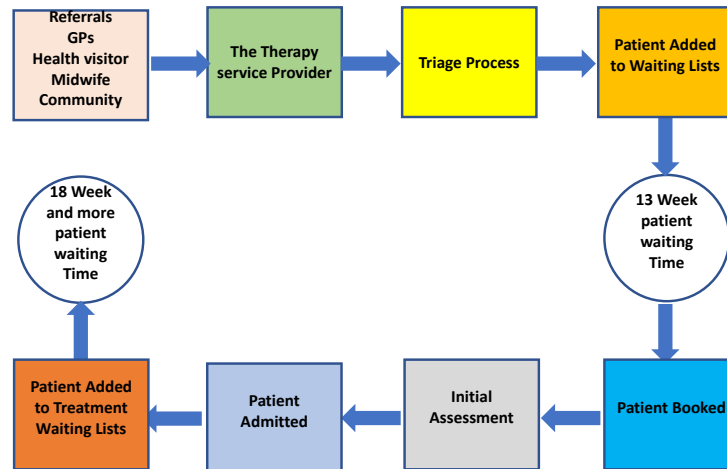 Referrals
GPs
Health visitor
Midwife
Community
The Therapy
service Provider
Triage Process
Patient Added
to Waiting Lists
13 Week
patient
waiting
Time
Patient Booked
Initial
Assessment
Patient
Admitted
Patient Added
to Treatment
Waiting Lists
18 Week
and more
patient
waiting
Time